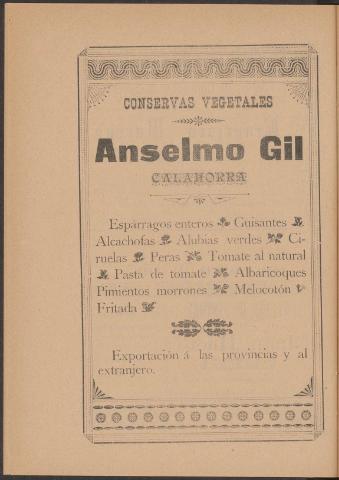 CONSERVAS VEGETALES
Anselmo Gil
CALAHORRA
Espárragos enteros Guisantes
Alcachofas Alubias verdes Ci-
ruelas Peras Tomate al natural
Pasta de tomate Albaricoques
Pimientos morrones Melocotón
Fritada
Exportación á las provincias y al
extranjero.